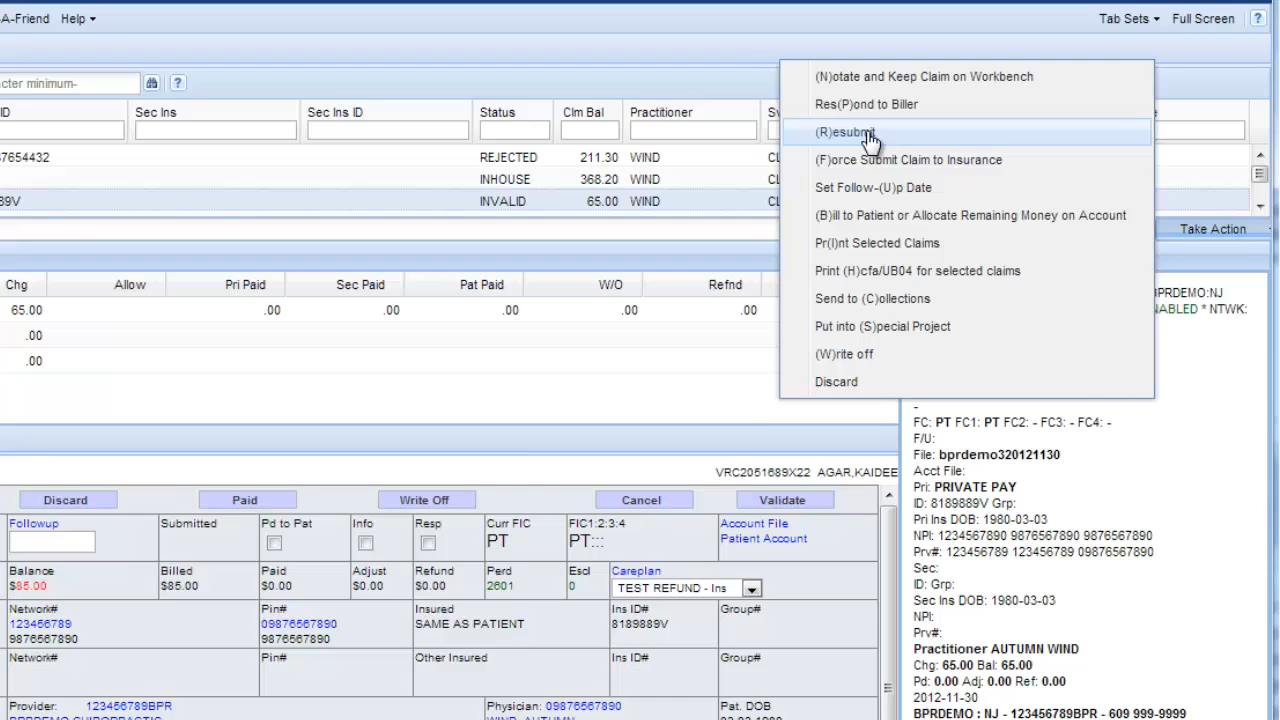 -A-Friend Help
Tab Sets Full Screen ?
cter minimum- ?
ID Sec Ins Sec Ins ID Status Clm Bal Practitioner
7654432 REJECTED 211.30 WIND
INHOUSE 368.20 WIND
89V INVALID 65.00 WIND
(N)otate and Keep Claim on Workbench
Res(P)ond to Biller
(R)esubmit
(F)orce Submit Claim to Insurance
Set Follow-(U)p Date
(B)ill to Patient or Allocate Remaining Money on Account
Pr(I)nt Selected Claims
Print (H)cfa/UB04 for selected claims
Send to (C)ollections
Put into (S)pecial Project
(W)rite off
Discard
Take Action
Chg Allow Pri Paid Sec Paid Pat Paid W/O Refnd
65.00 .00 .00 .00 .00 .00
.00
.00
BPRDEMO:NJ
NABLED * NTWK:
-
FC: PT FC1: PT FC2: - FC3: - FC4: -
F/U:
File: bprdemo320121130
Acct File:
Pri: PRIVATE PAY
ID: 8189889V Grp:
Pri Ins DOB: 1980-03-03
NPI: 1234567890 9876567890 9876567890
Prv#: 123456789 123456789 09876567890
Sec:
ID: Grp:
Sec Ins DOB: 1980-03-03
NPI:
Prv#:
Practitioner AUTUMN WIND
Chg: 65.00 Bal: 65.00
Pd: 0.00 Adj: 0.00 Ref: 0.00
2012-11-30
BPRDEMO : NJ - 123456789BPR - 609 999-9999
VRC2051689X22 AGAR,KAIDEE
Discard Paid Write Off Cancel Validate
Followup Submitted Pd to Pat Info Resp Curr FIC FIC1:2:3:4 Account File
PT PT::: Patient Account
Balance Billed Paid Adjust Refund Perd Escl Careplan
$85.00 $85.00 $0.00 $0.00 $0.00 2601 0 TEST REFUND - Ins
Network# Pin# Insured Ins ID# Group#
123456789 09876567890 SAME AS PATIENT 8189889V
9876567890 9876567890
Network# Pin# Other Insured Ins ID# Group#
Provider: 123456789BPR Physician: 09876567890 Pat. DOB
BPRDEMO CHIROPRACTIC WIND, AUTUMN 03-03-1980